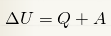 ΔU = Q + A